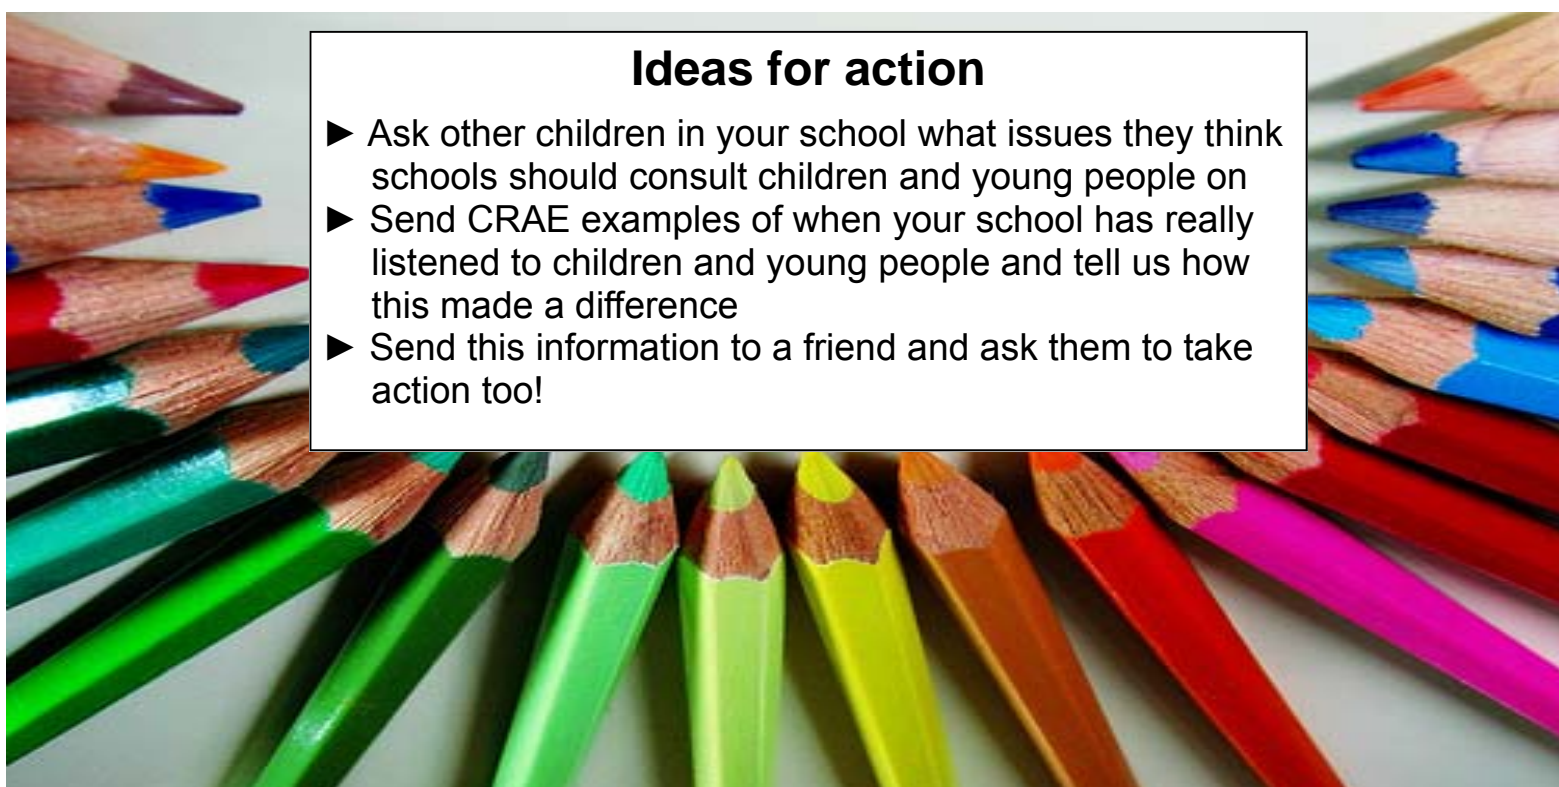 Ideas for action
► Ask other children in your school what issues they think
schools should consult children and young people on
► Send CRAE examples of when your school has really
listened to children and young people and tell us how
this made a difference
► Send this information to a friend and ask them to take
action too!